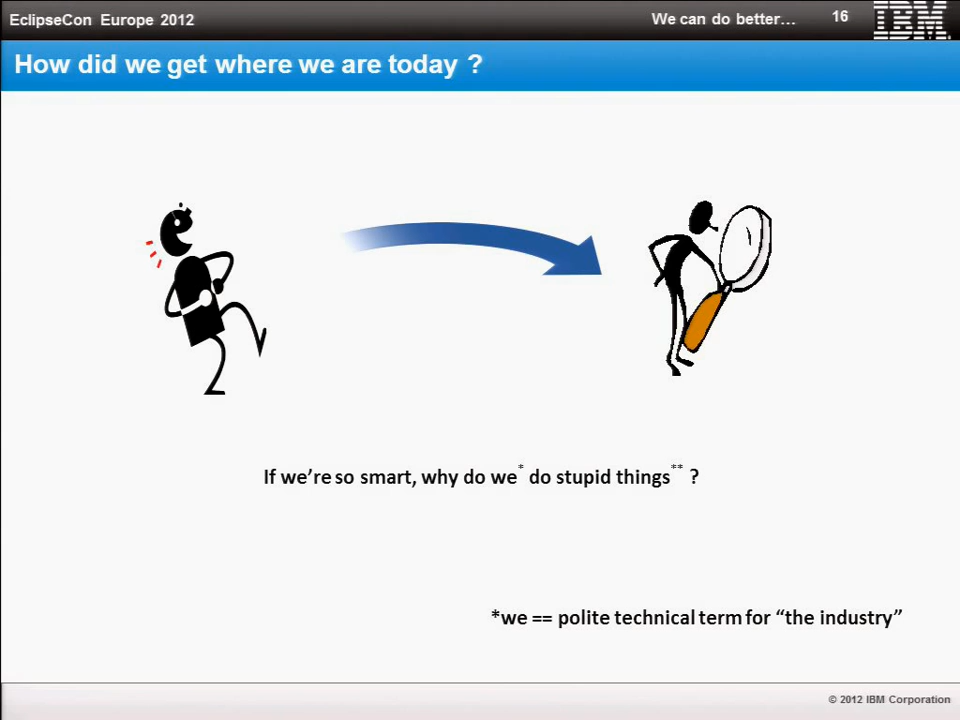 EclipseCon Europe 2012
We can do better...
16
IBM
How did we get where we are today ?
If we're so smart, why do we* do stupid things** ?
*we == polite technical term for “the industry”
© 2012 IBM Corporation